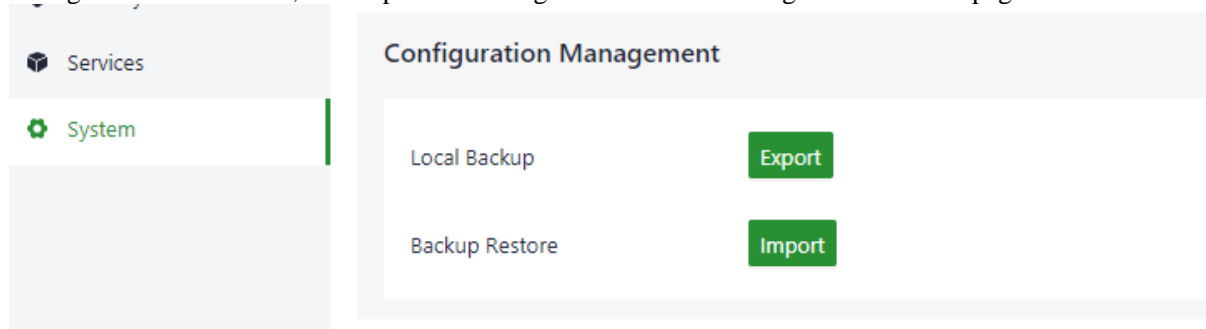 Configuration Management
Services
System
Local Backup
Export
Backup Restore
Import